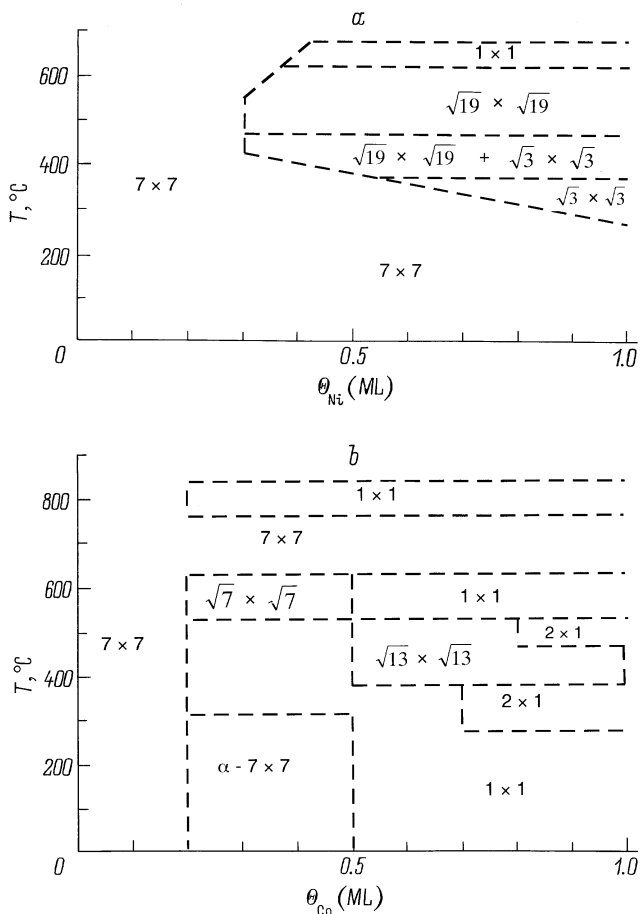 a
600
1 × 1
√19 × √19
400
√19 × √19 + √3 × √3
T, °C
7 × 7
√3 × √3
200
7 × 7
0
0.5
1.0
ΘNi (ML)
b
800
1 × 1
7 × 7
600
√7 × √7
1 × 1
2 × 1
T, °C
7 × 7
√13 × √13
400
2 × 1
200
α - 7 × 7
1 × 1
0
0.5
1.0
ΘCo (ML)